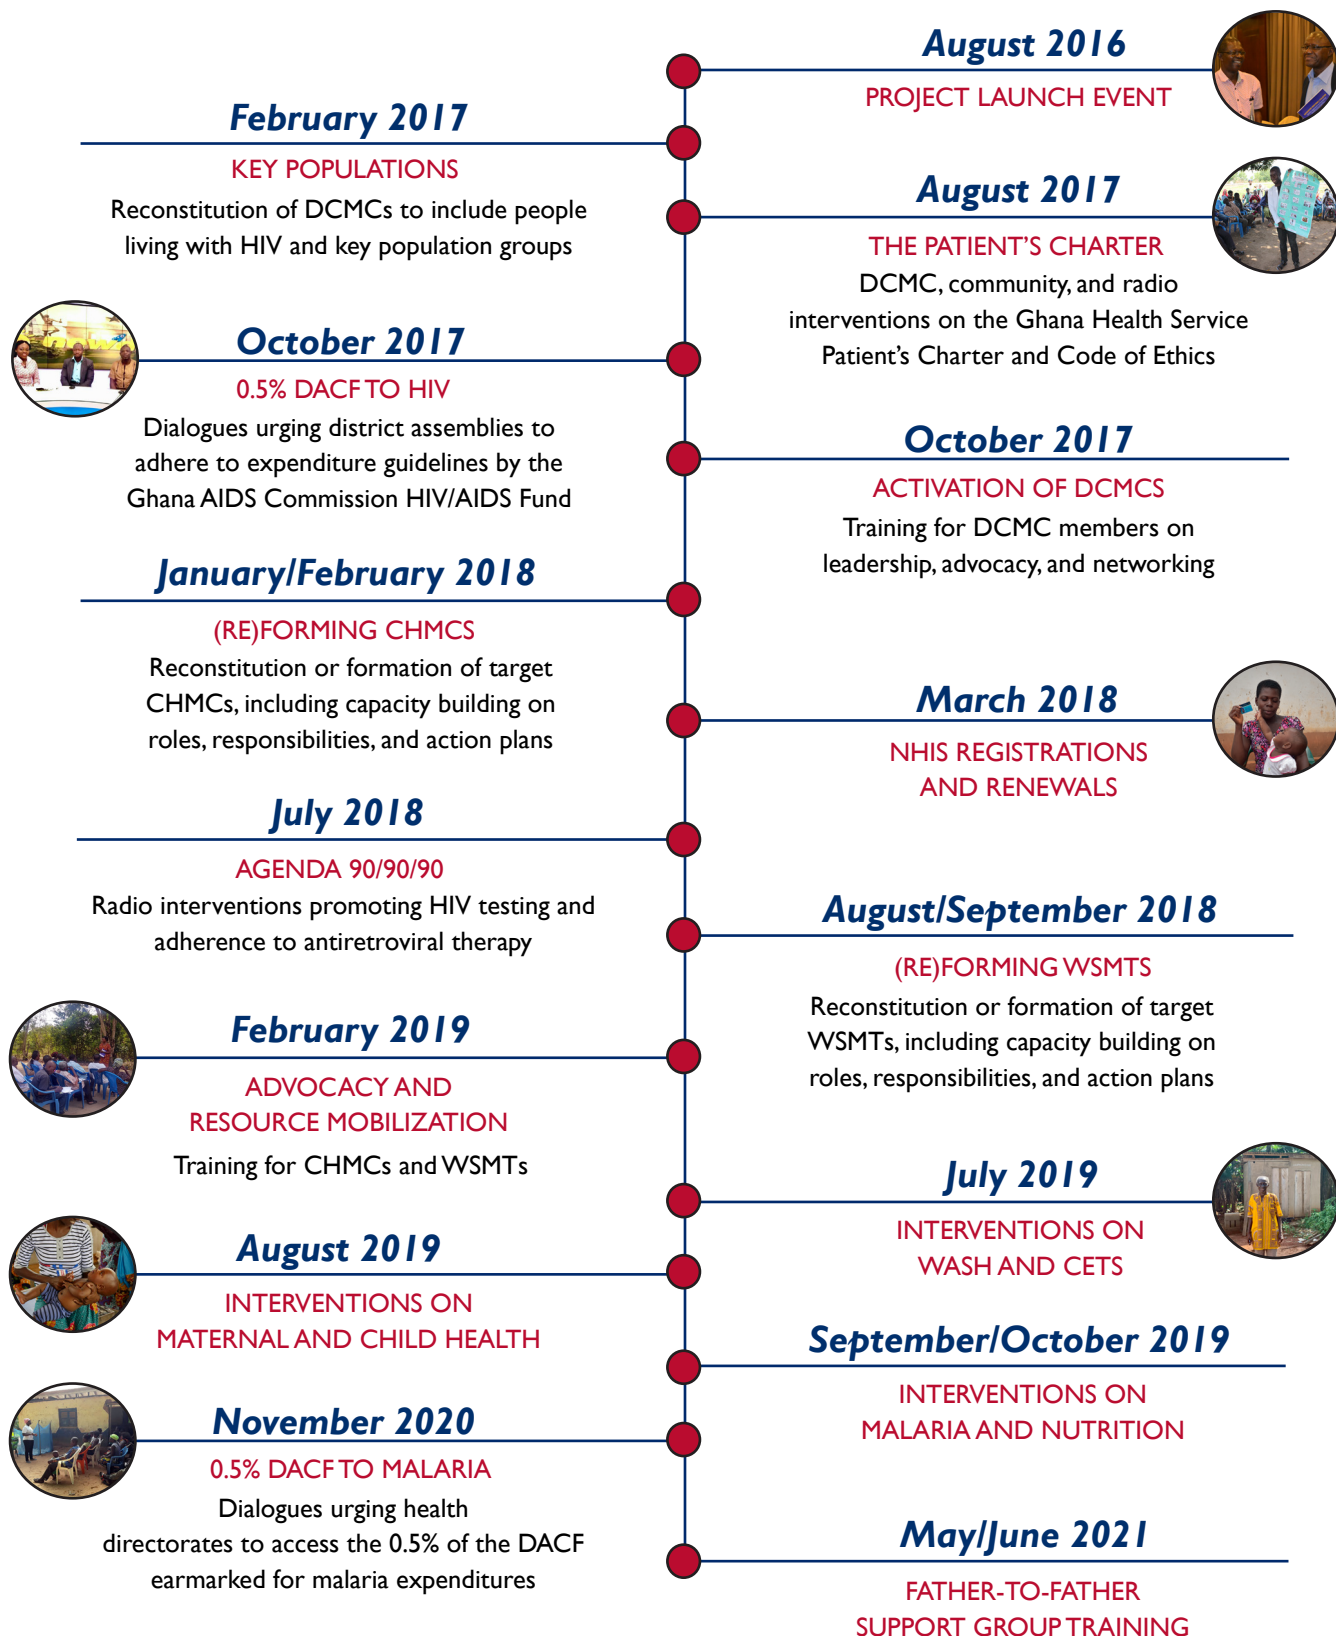 August 2016
PROJECT LAUNCH EVENT
February 2017
KEY POPULATIONS
Reconstitution of DCMCs to include people
living with HIV and key population groups
August 2017
THE PATIENT'S CHARTER
DCMC, community, and radio
interventions on the Ghana Health Service
Patient's Charter and Code of Ethics
October 2017
0.5% DACF TO HIV
Dialogues urging district assemblies to
adhere to expenditure guidelines by the
Ghana AIDS Commission HIV/AIDS Fund
October 2017
ACTIVATION OF DCMCS
Training for DCMC members on
leadership, advocacy, and networking
January/February 2018
(RE)FORMING CHMCS
Reconstitution or formation of target
CHMCs, including capacity building on
roles, responsibilities, and action plans
March 2018
NHIS REGISTRATIONS
AND RENEWALS
July 2018
AGENDA 90/90/90
Radio interventions promoting HIV testing and
adherence to antiretroviral therapy
August/September 2018
(RE)FORMING WSMTS
Reconstitution or formation of target
WSMTs, including capacity building on
roles, responsibilities, and action plans
February 2019
ADVOCACY AND
RESOURCE MOBILIZATION
Training for CHMCs and WSMTs
July 2019
INTERVENTIONS ON
WASH AND CETS
August 2019
INTERVENTIONS ON
MATERNAL AND CHILD HEALTH
September/October 2019
INTERVENTIONS ON
MALARIA AND NUTRITION
November 2020
0.5% DACF TO MALARIA
Dialogues urging health
directorates to access the 0.5% of the DACF
earmarked for malaria expenditures
May/June 2021
FATHER-TO-FATHER
SUPPORT GROUP TRAINING